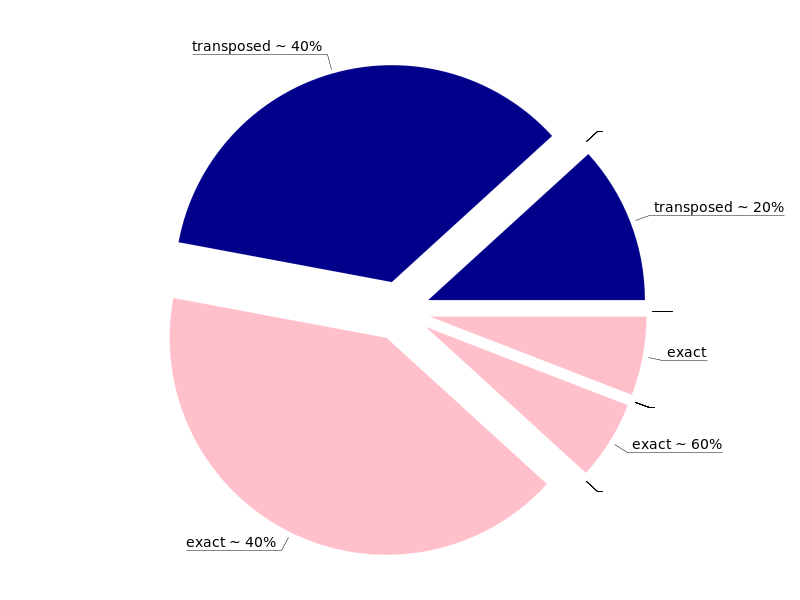 transposed ~ 40%
transposed ~ 20%
exact
exact ~ 60%
exact ~ 40%